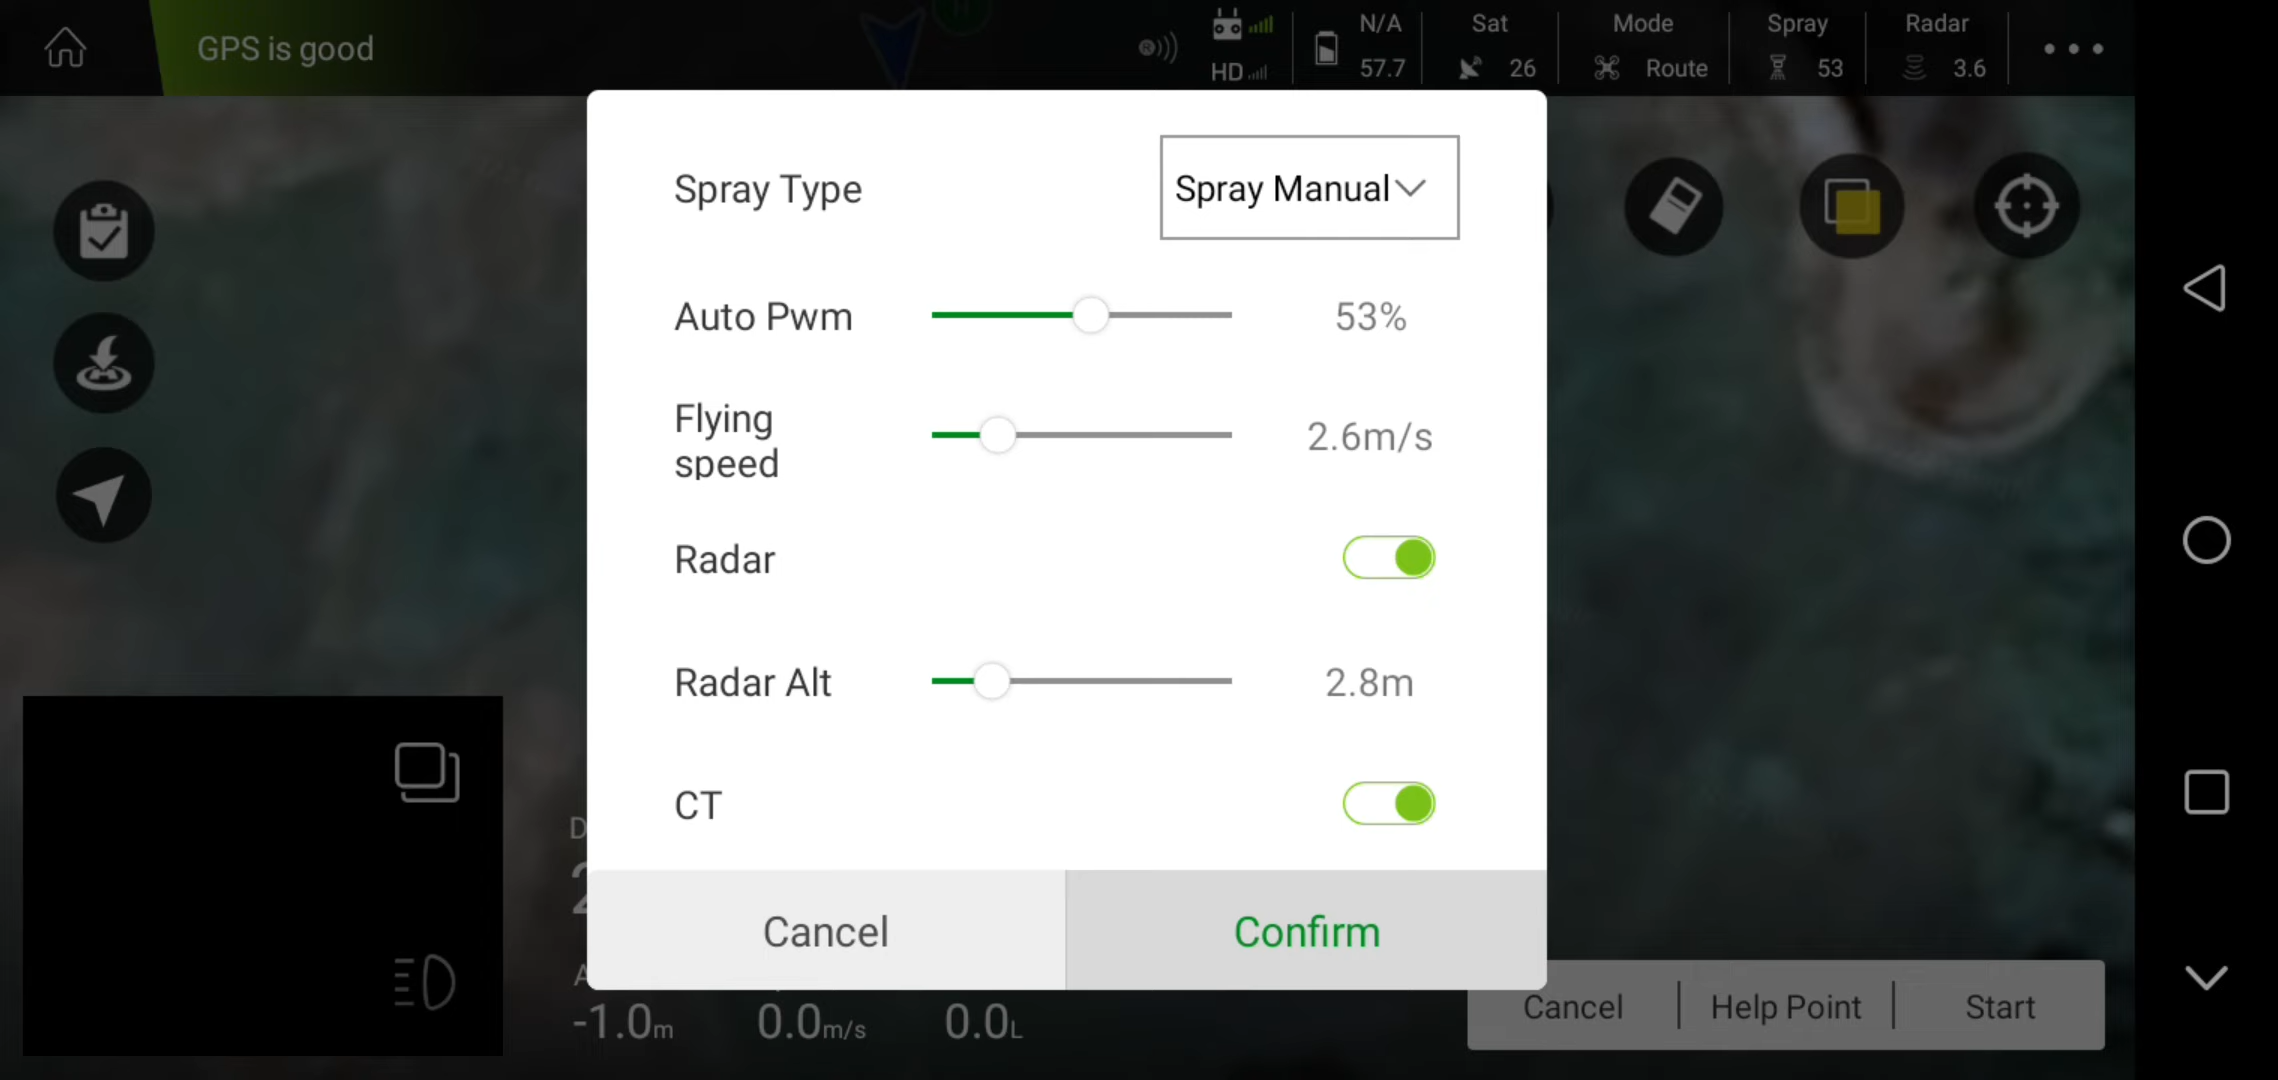 GPS is good
HD
N/A
57.7
Sat
26
Mode
Route
Spray
53
Radar
3.6
Spray Type
Spray Manual
Auto Pwm
53%
Flying
speed
2.6m/s
Radar
Radar Alt
2.8m
CT
Cancel
Confirm
-1.0m
0.0m/s
0.0L
Cancel
Help Point
Start